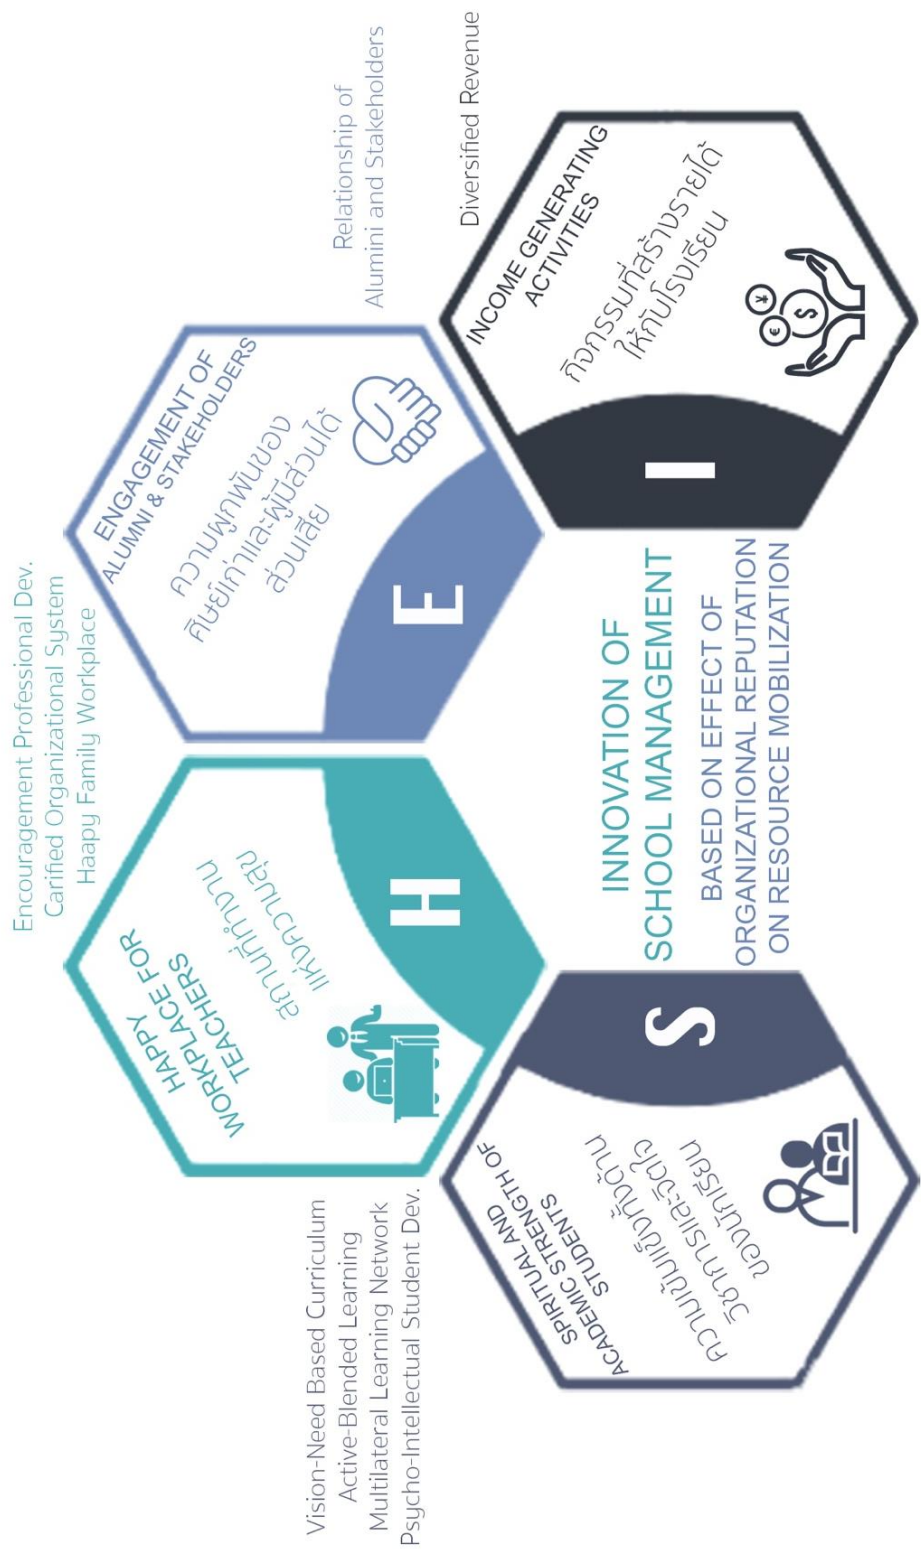 Vision-Need Based Curriculum
Active-Blended Learning
Multilateral Learning Network
Psycho-Intellectual Student Dev.
SPIRITUAL AND
ACADEMIC STRENGTH OF
STUDENTS
ความเข้มแข็งทั้งด้าน
วิชาการและจิตใจ
ของนักเรียน
S
Encouragement Professional Dev.
Carified Organizational System
Haapy Family Workplace
HAPPY
WORKPLACE FOR
TEACHERS
สถานที่ทำงาน
แห่งความสุข
H
ENGAGEMENT OF
ALUMNI & STAKEHOLDERS
ความผูกพันของ
ศิษย์เก่าและผู้มีส่วนได้
ส่วนเสีย
E
Relationship of
Alumini and Stakeholders
Diversified Revenue
INCOME GENERATING
ACTIVITIES
กิจกรรมที่สร้างรายได้
ให้กับโรงเรียน
€ ¥
$
I
INNOVATION OF
SCHOOL MANAGEMENT
BASED ON EFFECT OF
ORGANIZATIONAL REPUTATION
ON RESOURCE MOBILIZATION